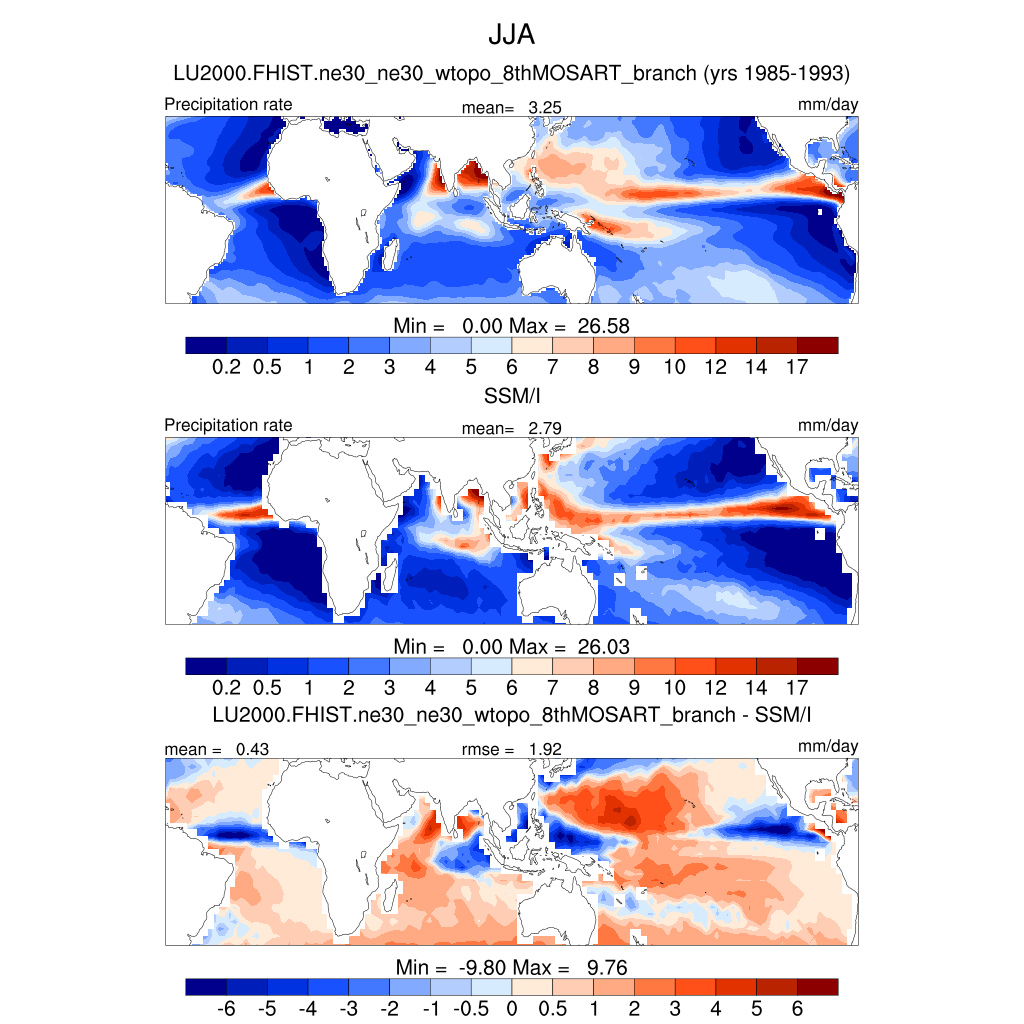 JJA
LU2000.FHIST.ne30_ne30_wtopo_8thMOSART_branch (yrs 1985-1993)
Precipitation rate mean= 3.25 mm/day
Min = 0.00 Max = 26.58
0.2 0.5 1 2 3 4 5 6 7 8 9 10 12 14 17
SSM/I
Precipitation rate mean= 2.79 mm/day
Min = 0.00 Max = 26.03
0.2 0.5 1 2 3 4 5 6 7 8 9 10 12 14 17
LU2000.FHIST.ne30_ne30_wtopo_8thMOSART_branch - SSM/I
mean = 0.43 rmse = 1.92 mm/day
Min = -9.80 Max = 9.76
-6 -5 -4 -3 -2 -1 -0.5 0 0.5 1 2 3 4 5 6